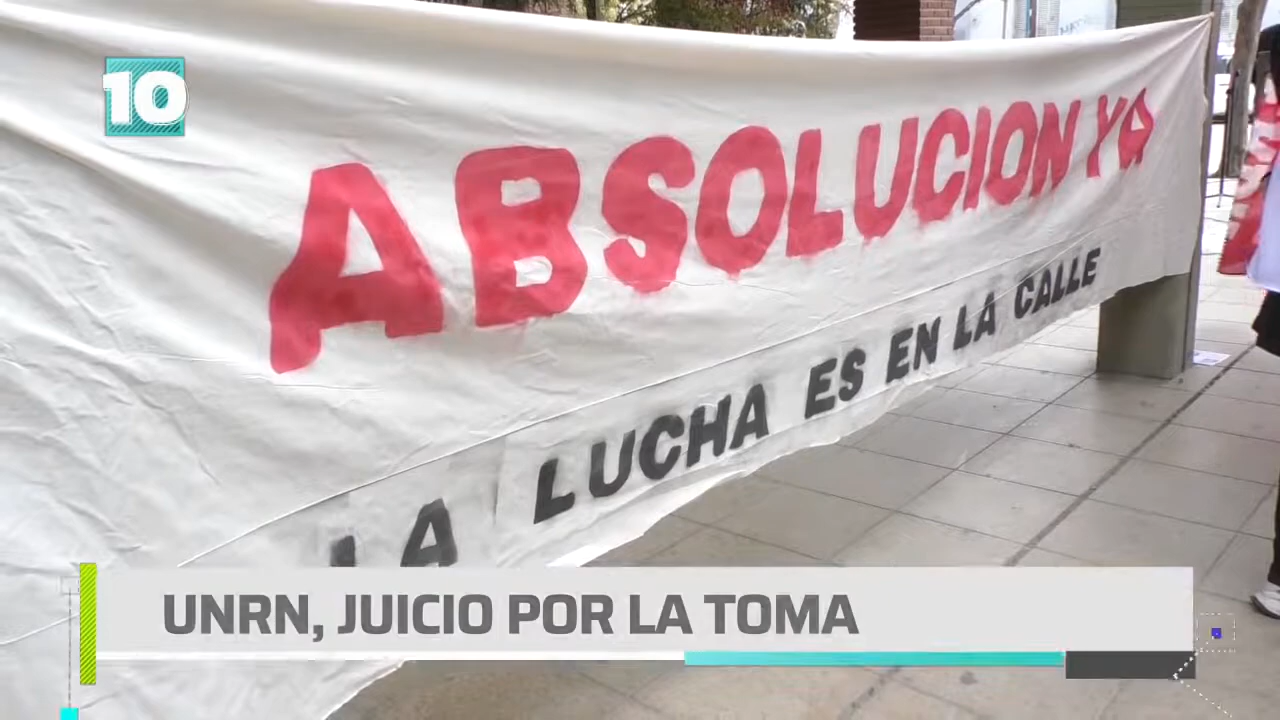 10
ABSOLUCION YA
LA LUCHA ES EN LA CALLE
UNRN, JUICIO POR LA TOMA